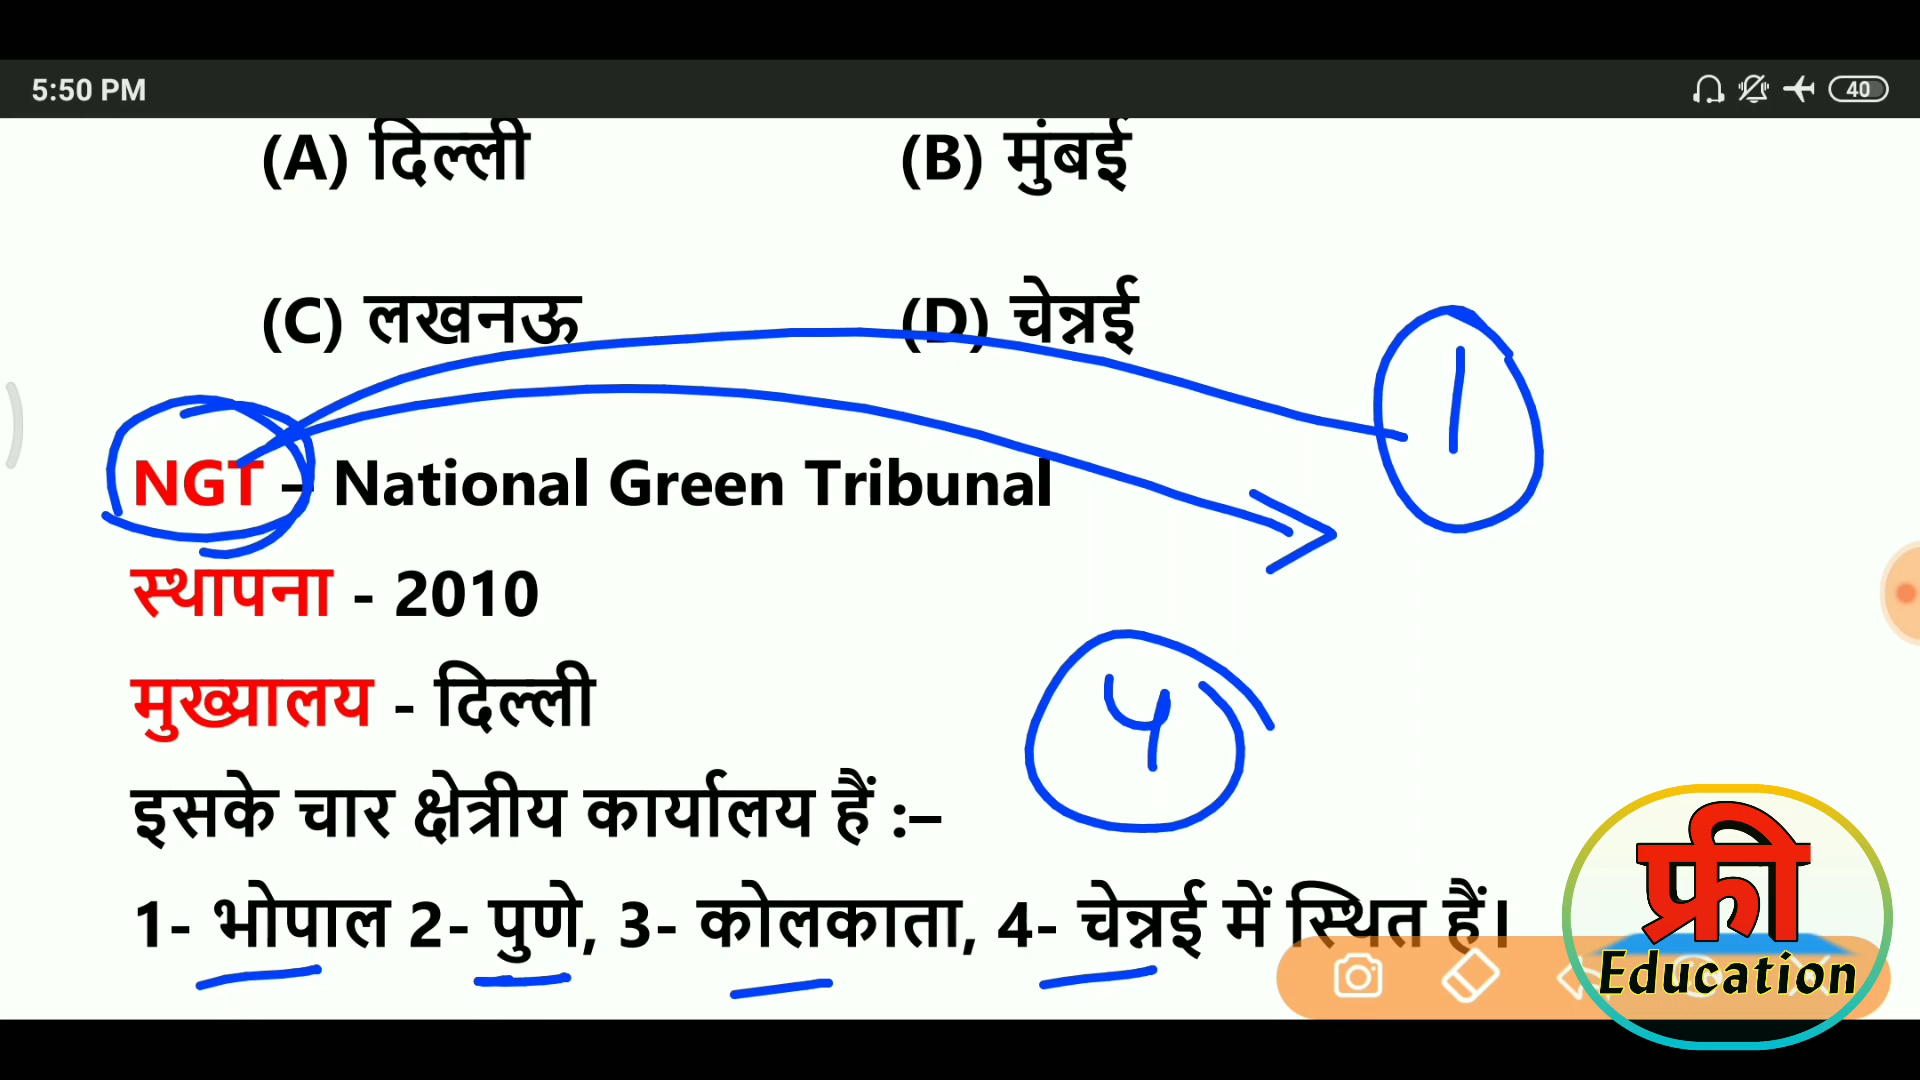 5:50 PM 40
(A) दिल्ली (B) मुंबई
(C) लखनऊ (D) चेन्नई
1
NGT – National Green Tribunal
स्थापना - 2010
मुख्यालय - दिल्ली
4
इसके चार क्षेत्रीय कार्यालय हैं :–
1- भोपाल 2- पुणे, 3- कोलकाता, 4- चेन्नई में स्थित हैं।
फ्री
Education